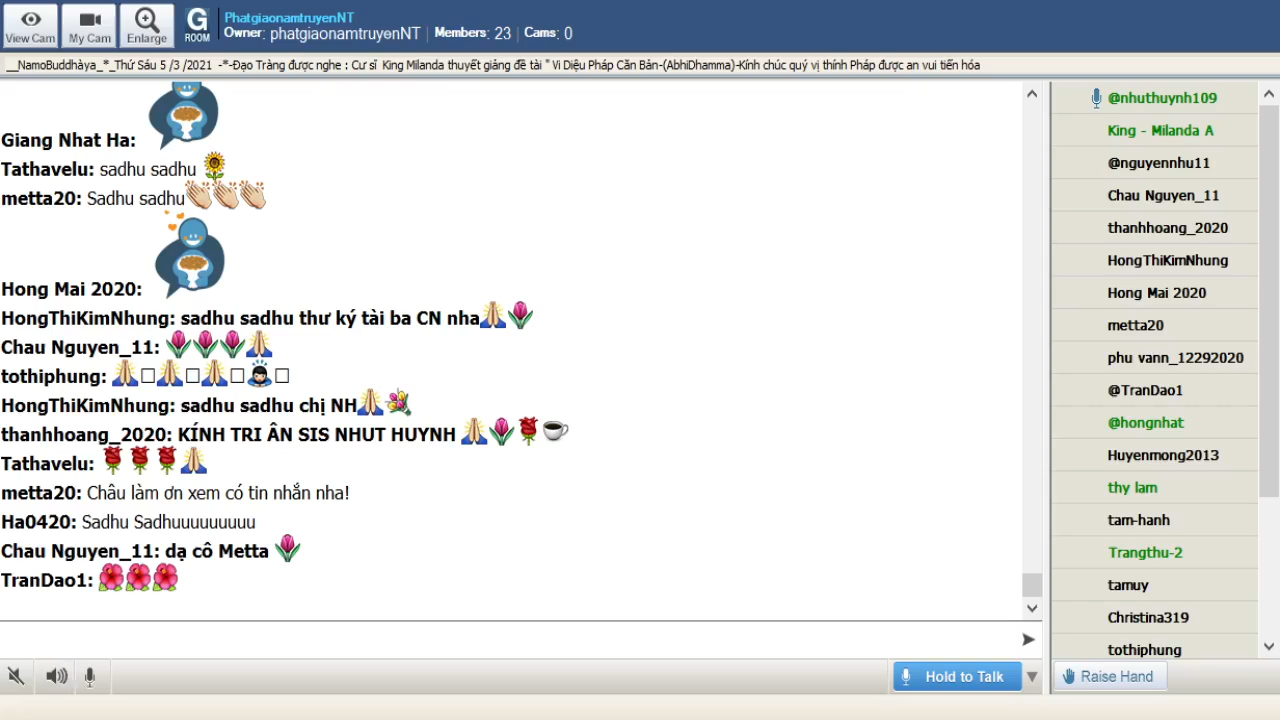 View Cam
My Cam
Enlarge
G
ROOM
PhatgiaonamtruyenNT
Owner: phatgiaonamtruyenNT | Members: 23 | Cams: 0
__NamoBuddhàya_*_Thứ Sáu 5 /3 /2021 -*-Đạo Tràng được nghe : Cư sĩ King Milanda thuyết giảng đề tài " Vi Diệu Pháp Căn Bản-(AbhiDhamma)-Kính chúc quý vị thính Pháp được an vui tiến hóa
Giang Nhat Ha:
Tathavelu: sadhu sadhu 🌻
metta20: Sadhu sadhu👏🏻👏🏻👏🏻
Hong Mai 2020:
HongThiKimNhung: sadhu sadhu thư ký tài ba CN nha🙏🏻🌷
Chau Nguyen_11: 🌷🌷🌷🙏🏻
tothiphung: 🙏🏻□🙏🏻□🙏🏻□🙇🏻□
HongThiKimNhung: sadhu sadhu chị NH🙏🏻💐
thanhhoang_2020: KÍNH TRI ÂN SIS NHUT HUYNH 🙏🏻🌷🌹☕
Tathavelu: 🌹🌹🌹🙏🏻
metta20: Châu làm ơn xem có tin nhắn nha!
Ha0420: Sadhu Sadhuuuuuuuuu
Chau Nguyen_11: dạ cô Metta 🌷
TranDao1: 🌺🌺🌺
Hold to Talk
@nhuthuynh109
King - Milanda A
@nguyennhu11
Chau Nguyen_11
thanhhoang_2020
HongThiKimNhung
Hong Mai 2020
metta20
phu vann_12292020
@TranDao1
@hongnhat
Huyenmong2013
thy lam
tam-hanh
Trangthu-2
tamuy
Christina319
tothiphung
Raise Hand